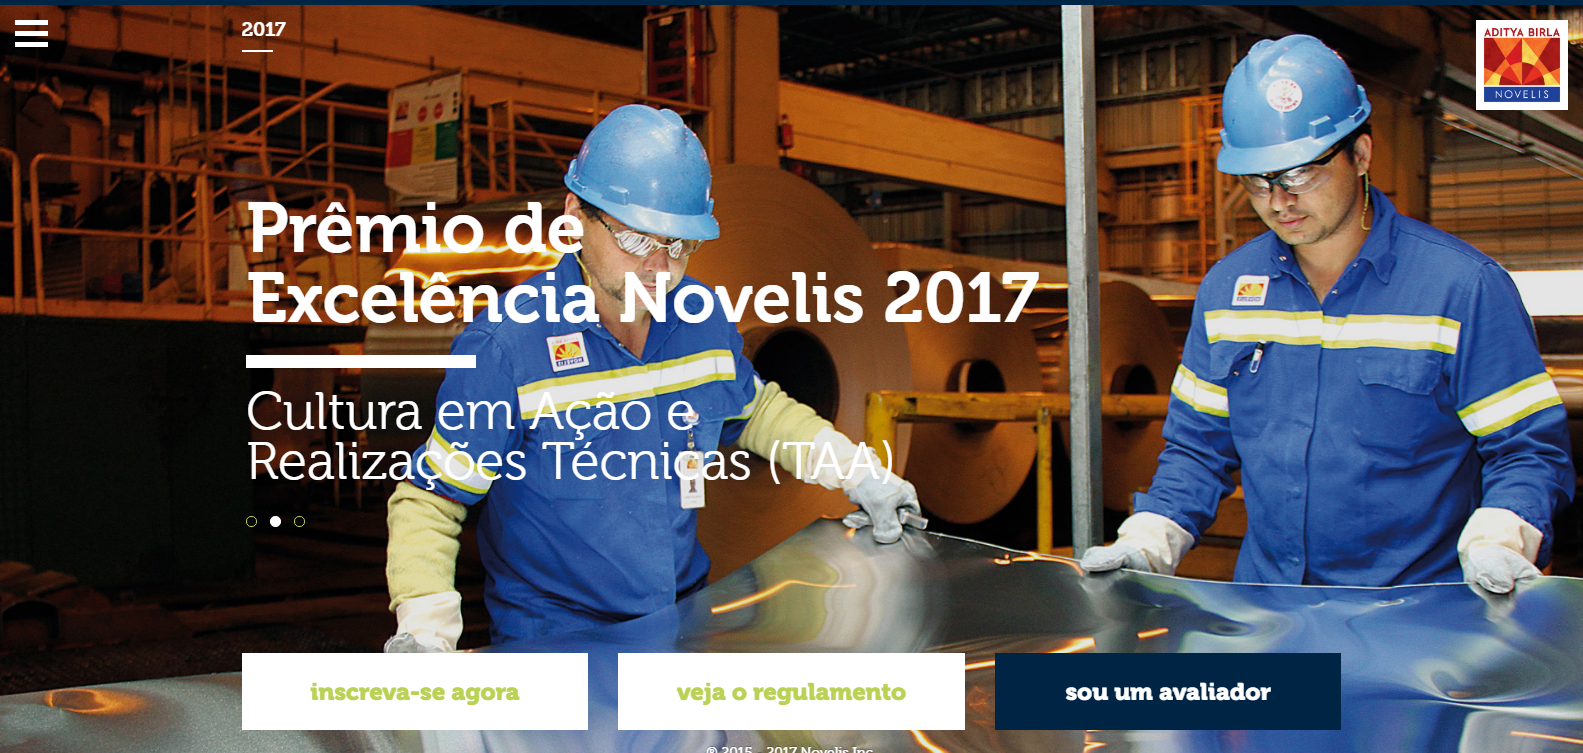 2017
ADITYA BIRLA
NOVELIS
Prêmio de
Excelência Novelis 2017
Cultura em Ação e
Realizações Técnicas (TAA)
inscreva-se agora
veja o regulamento
sou um avaliador
® 2015 - 2017 Novelis Inc.